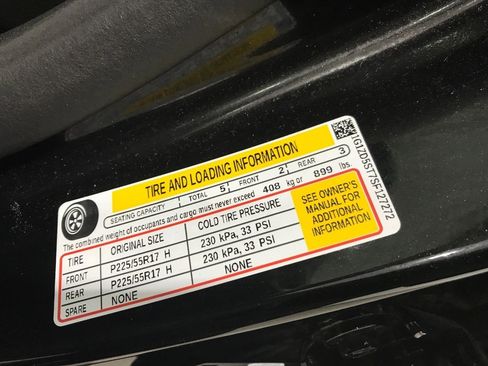 TIRE AND LOADING INFORMATION
SEATING CAPACITY TOTAL 5 FRONT 2 REAR 3
The combined weight of occupants and cargo must never exceed 408 kg or 899 lbs.
TIRE ORIGINAL SIZE COLD TIRE PRESSURE
FRONT P225/55R17 H 230 kPa, 33 PSI
REAR P225/55R17 H 230 kPa, 33 PSI
SPARE NONE NONE
SEE OWNER'S
MANUAL FOR
ADDITIONAL
INFORMATION
1G1ZD5ST7SF127272